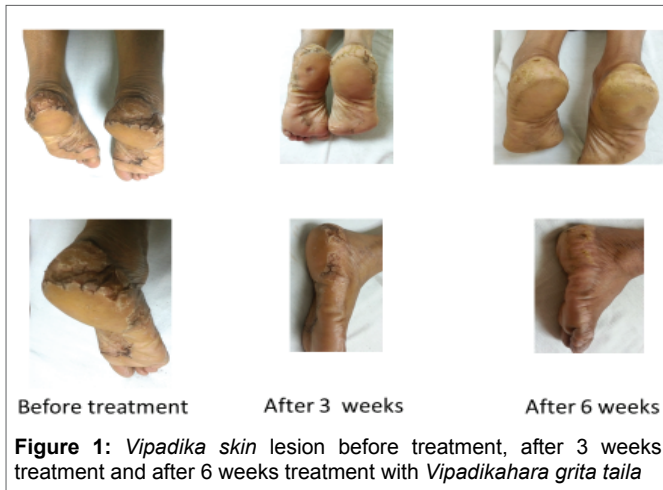 Before treatment After 3 weeks After 6 weeks
Figure 1: Vipadika skin lesion before treatment, after 3 weeks
treatment and after 6 weeks treatment with Vipadikahara grita taila